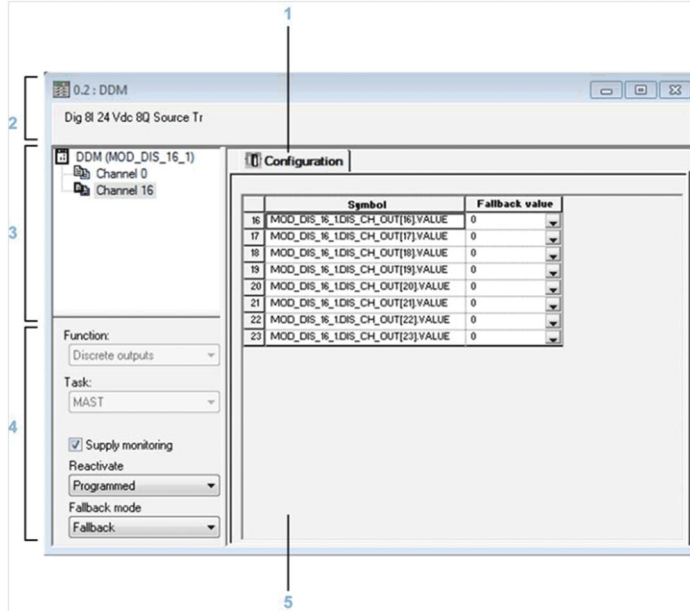 1
0.2 : DDM
2
Dig 8I 24 Vdc 8Q Source Tr
DDM (MOD_DIS_16_1)
Channel 0
Channel 16
3
Configuration
Symbol Fallback value
16 MOD_DIS_16_1.DIS_CH_OUT[16].VALUE 0
17 MOD_DIS_16_1.DIS_CH_OUT[17].VALUE 0
18 MOD_DIS_16_1.DIS_CH_OUT[18].VALUE 0
19 MOD_DIS_16_1.DIS_CH_OUT[19].VALUE 0
20 MOD_DIS_16_1.DIS_CH_OUT[20].VALUE 0
21 MOD_DIS_16_1.DIS_CH_OUT[21].VALUE 0
22 MOD_DIS_16_1.DIS_CH_OUT[22].VALUE 0
23 MOD_DIS_16_1.DIS_CH_OUT[23].VALUE 0
Function:
Discrete outputs
Task:
MAST
4
Supply monitoring
Reactivate
Programmed
Fallback mode
Fallback
5